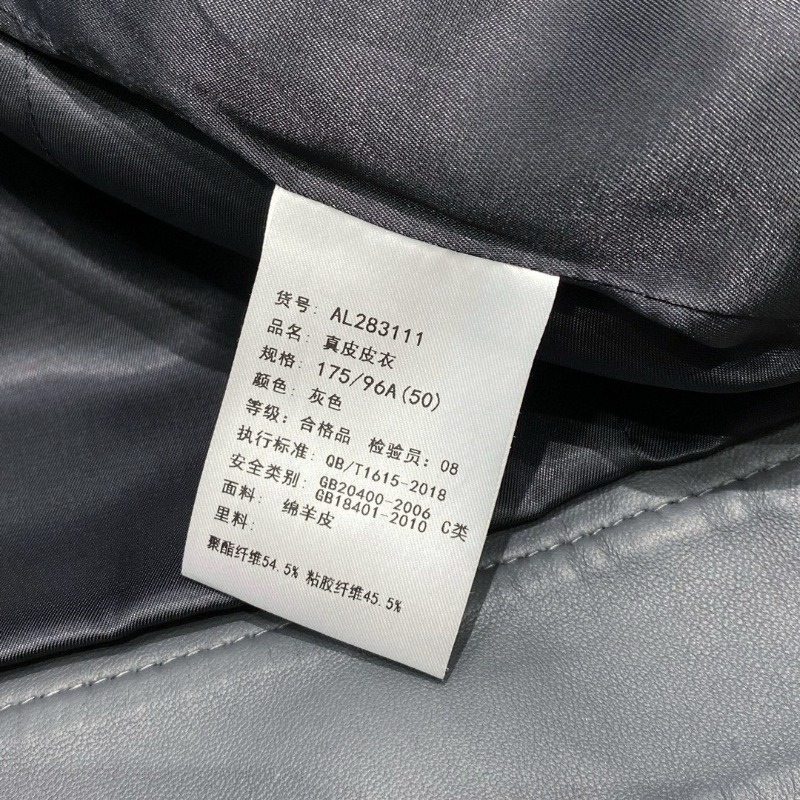 货号: AL283111
品名: 真皮皮衣
规格: 175/96A(50)
颜色: 灰色
等级: 合格品 检验员: 08
执行标准: QB/T1615-2018
安全类别: GB20400-2006
GB18401-2010 C类
面料: 绵羊皮
里料:
聚酯纤维54.5% 粘胶纤维45.5%